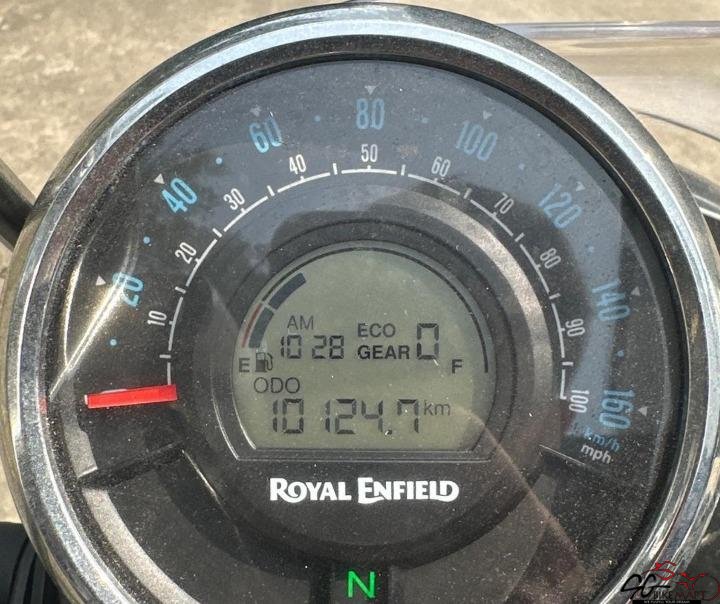 20 40 60 80 100 120 140 160
km/h
10 20 30 40 50 60 70 80 90 100
mph
AM 10 28 ECO GEAR 0
E F
ODO
10124.7 km
ROYAL ENFIELD
N